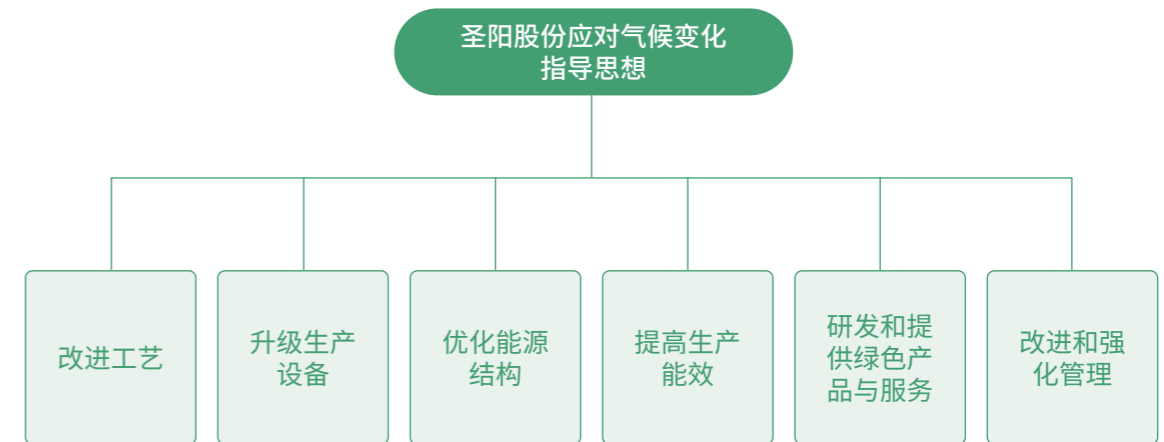 圣阳股份应对气候变化
指导思想
改进工艺
升级生产
设备
优化能源
结构
提高生产
能效
研发和提
供绿色产
品与服务
改进和强
化管理